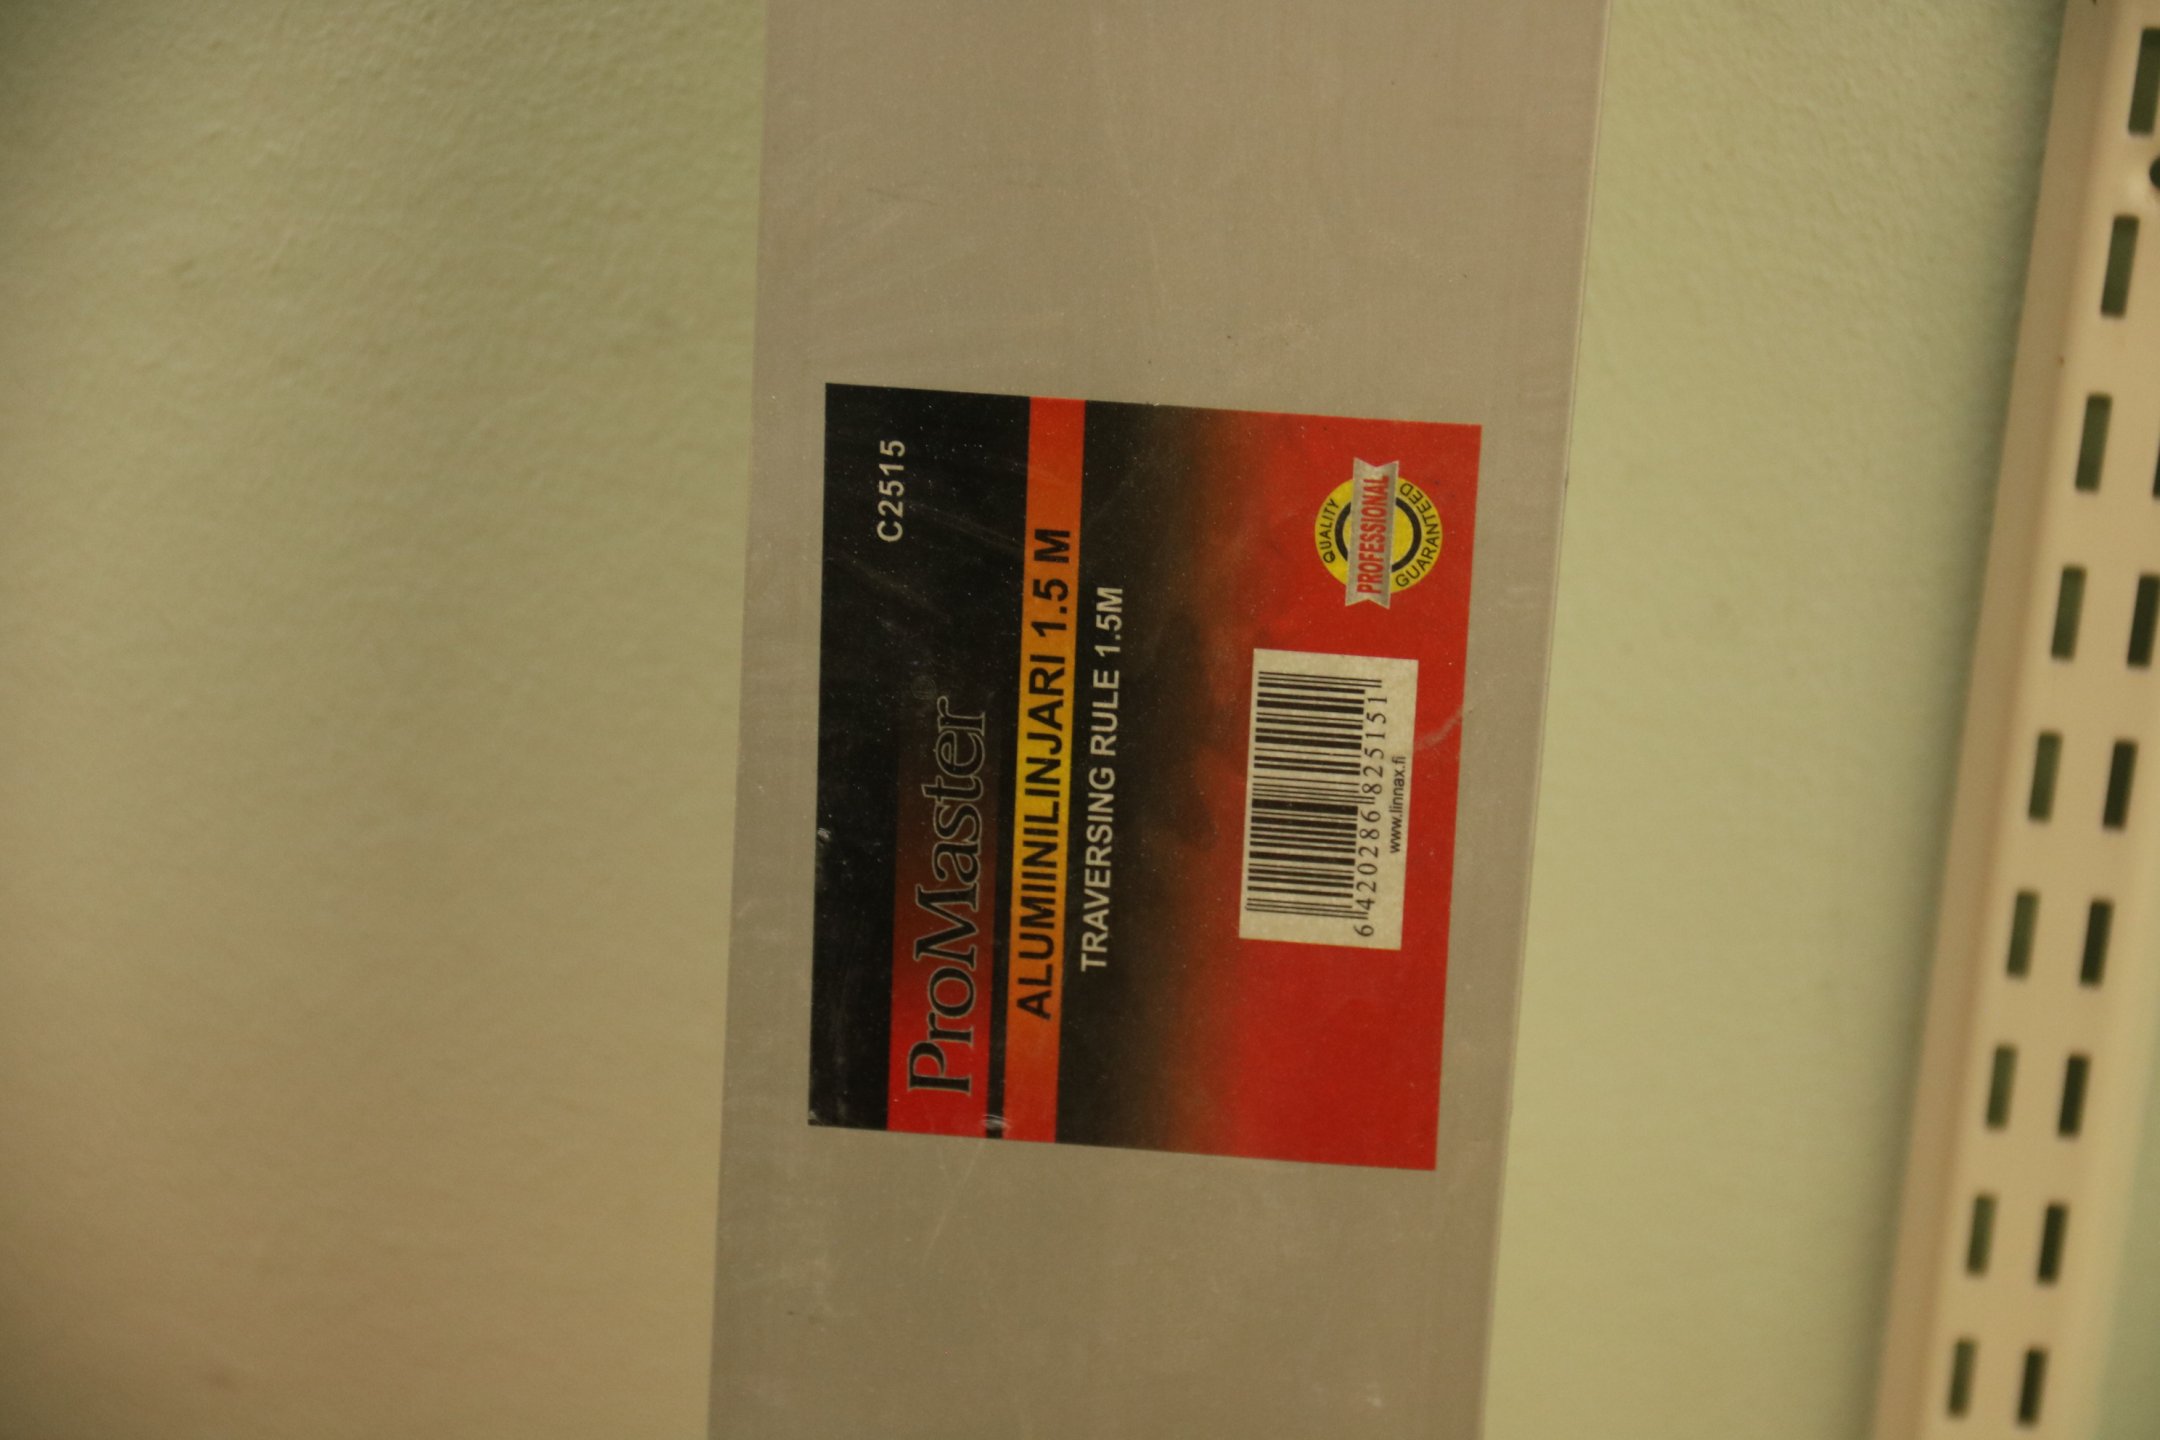 C2515
ProMaster
ALUMIINILINJARI 1.5 M
TRAVERSING RULE 1.5M
QUALITY
PROFESSIONAL
GUARANTEED
6 420286 825151
www.linnax.fi